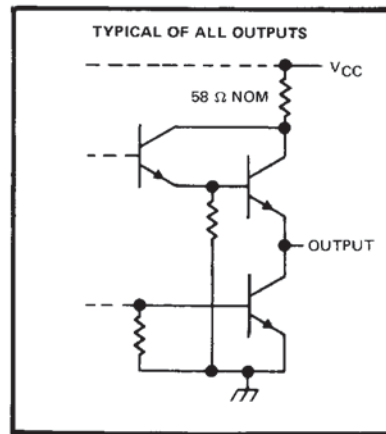 TYPICAL OF ALL OUTPUTS
VCC
58 Ω NOM
OUTPUT